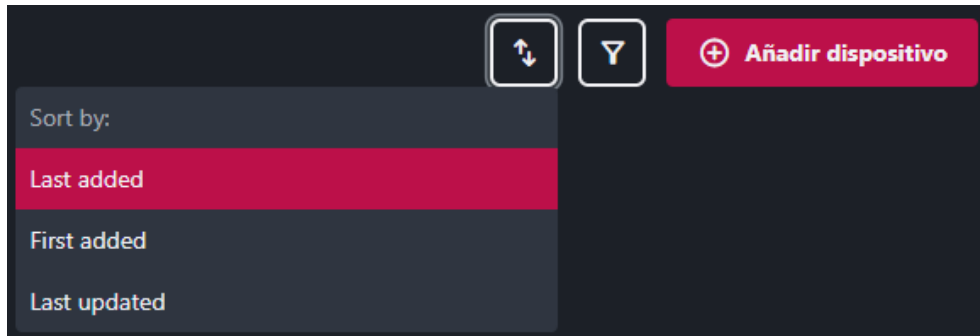 Añadir dispositivo
Sort by:
Last added
First added
Last updated